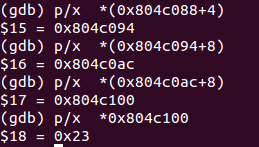 (gdb) p/x  *(0x804c088+4)
$15 = 0x804c094
(gdb) p/x  *(0x804c094+8)
$16 = 0x804c0ac
(gdb) p/x  *(0x804c0ac+8)
$17 = 0x804c100
(gdb) p/x  *0x804c100
$18 = 0x23